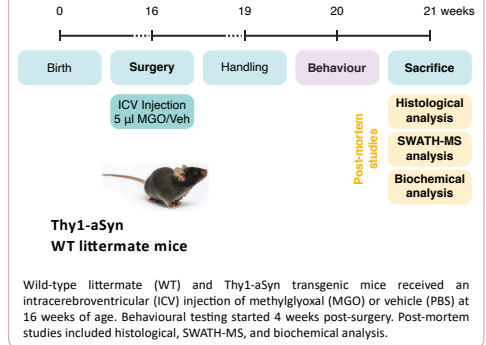 0 16 19 20 21 weeks
Birth Surgery Handling Behaviour Sacrifice
ICV Injection
5 µl MGO/Veh
Post-mortem
studies
Histological
analysis
SWATH-MS
analysis
Biochemical
analysis
Thy1-aSyn
WT littermate mice
Wild-type littermate (WT) and Thy1-aSyn transgenic mice received an
intracerebroventricular (ICV) injection of methylglyoxal (MGO) or vehicle (PBS) at
16 weeks of age. Behavioural testing started 4 weeks post-surgery. Post-mortem
studies included histological, SWATH-MS, and biochemical analysis.